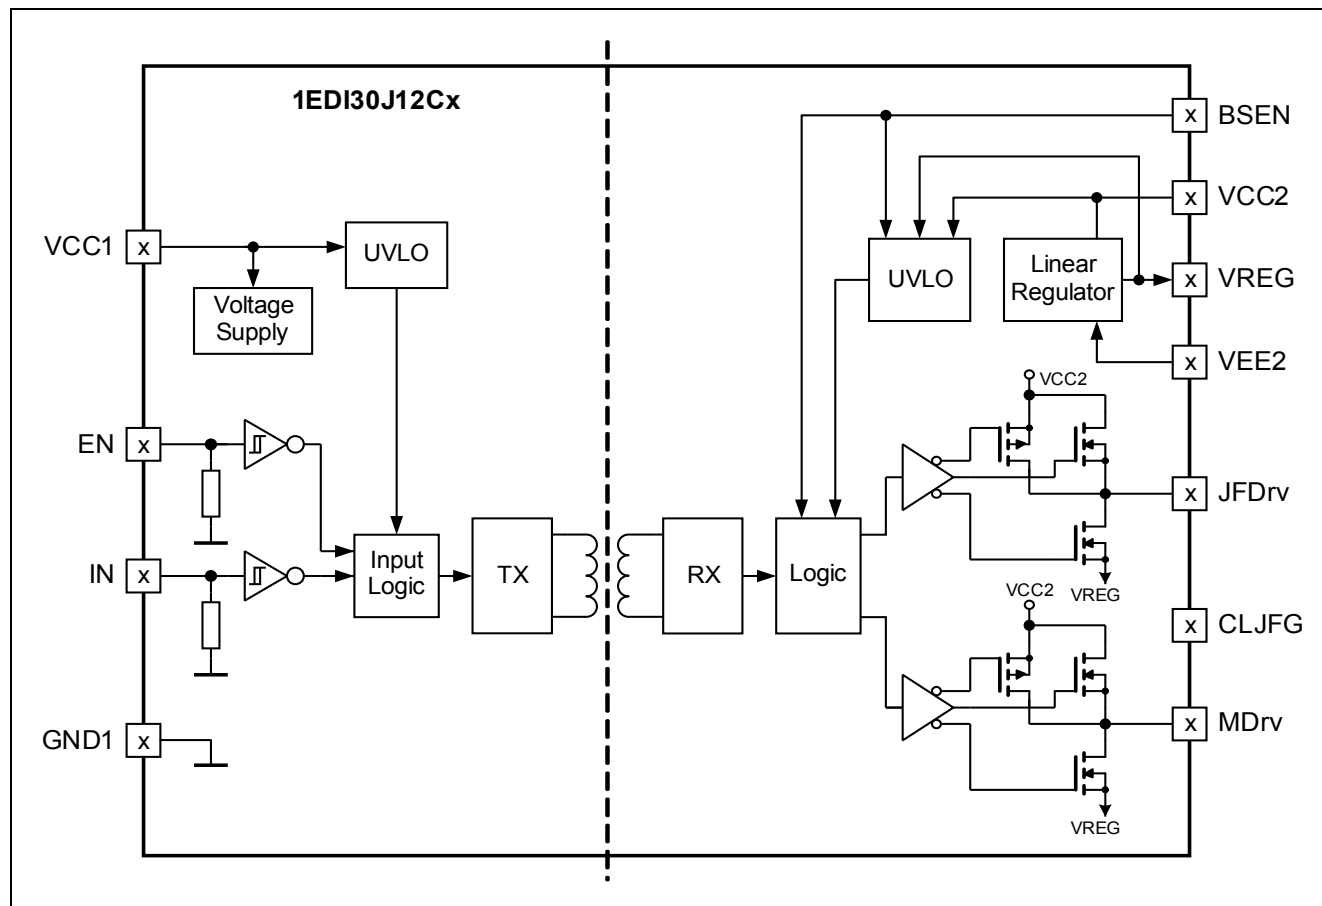 1EDI30J12Cx
x
BSEN
x
VCC2
VCC1
x
UVLO
UVLO
Linear
Regulator
x
VREG
Voltage
Supply
x
VEE2
VCC2
EN
x
x
JFDrv
IN
x
Input
Logic
TX
RX
Logic
VREG
VCC2
x
CLJFG
x
MDrv
GND1
x
VREG